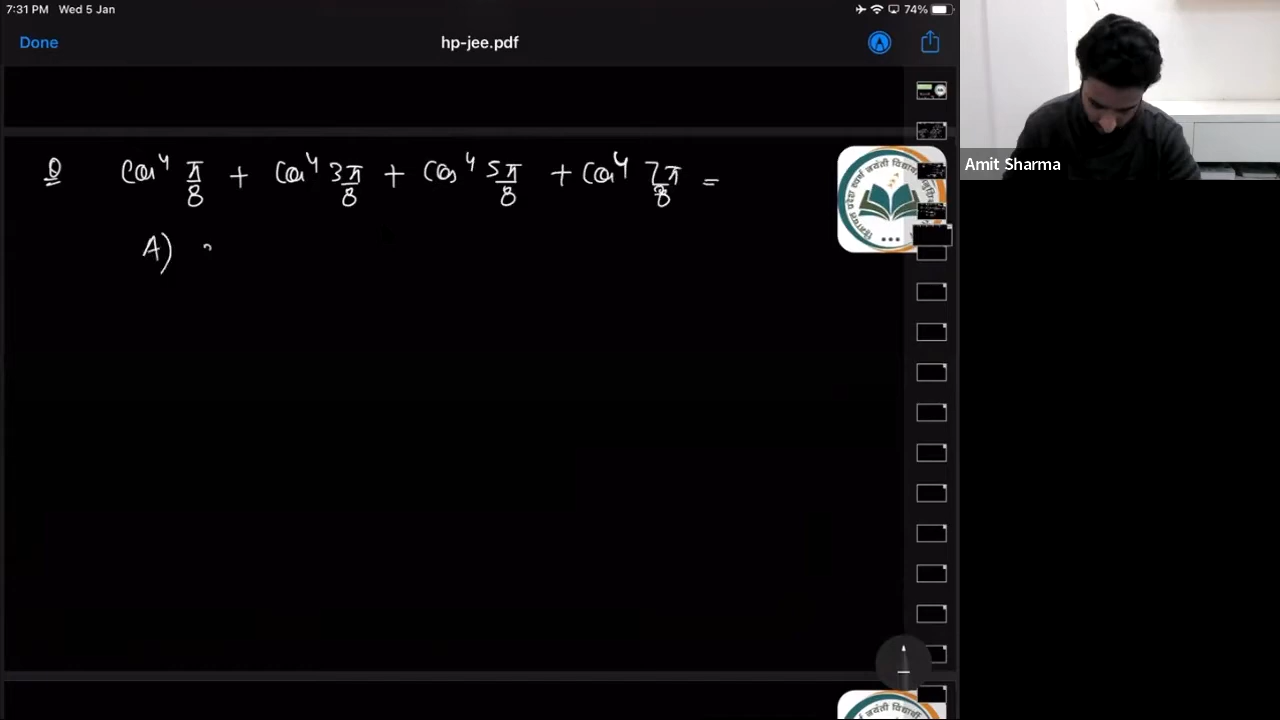 7:31 PM Wed 5 Jan
74%
Done
hp-jee.pdf
Q cos⁴ π/8 + cos⁴ 3π/8 + cos⁴ 5π/8 + cos⁴ 7π/8 =
A)
Amit Sharma